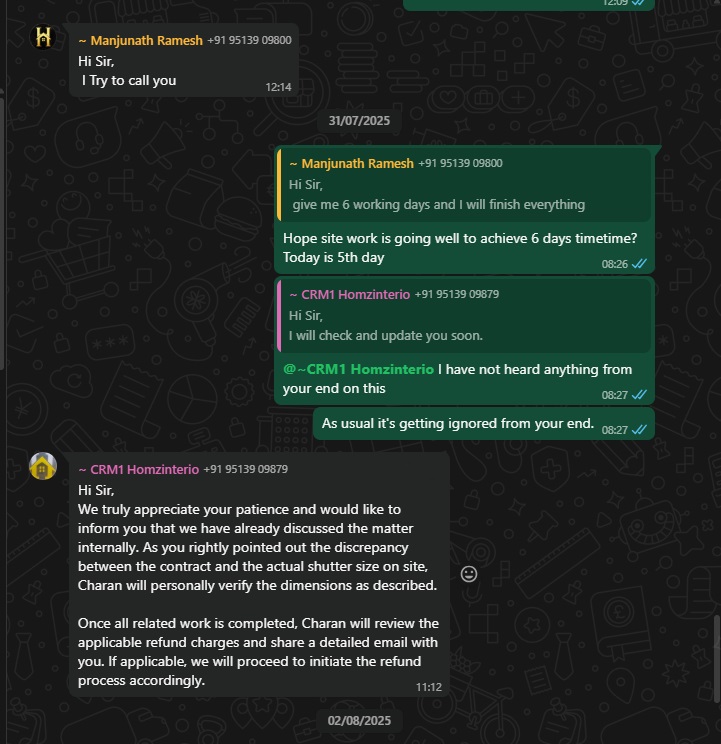 12:09
~ Manjunath Ramesh +91 95139 09800
Hi Sir,
I Try to call you
12:14
31/07/2025
~ Manjunath Ramesh +91 95139 09800
Hi Sir,
give me 6 working days and I will finish everything
Hope site work is going well to achieve 6 days timetime?
Today is 5th day
08:26
~ CRM1 Homzinterio +91 95139 09879
Hi Sir,
I will check and update you soon.
@~CRM1 Homzinterio I have not heard anything from
your end on this
08:27
As usual it's getting ignored from your end.
08:27
~ CRM1 Homzinterio +91 95139 09879
Hi Sir,
We truly appreciate your patience and would like to
inform you that we have already discussed the matter
internally. As you rightly pointed out the discrepancy
between the contract and the actual shutter size on site,
Charan will personally verify the dimensions as described.
Once all related work is completed, Charan will review the
applicable refund charges and share a detailed email with
you. If applicable, we will proceed to initiate the refund
process accordingly.
11:12
02/08/2025